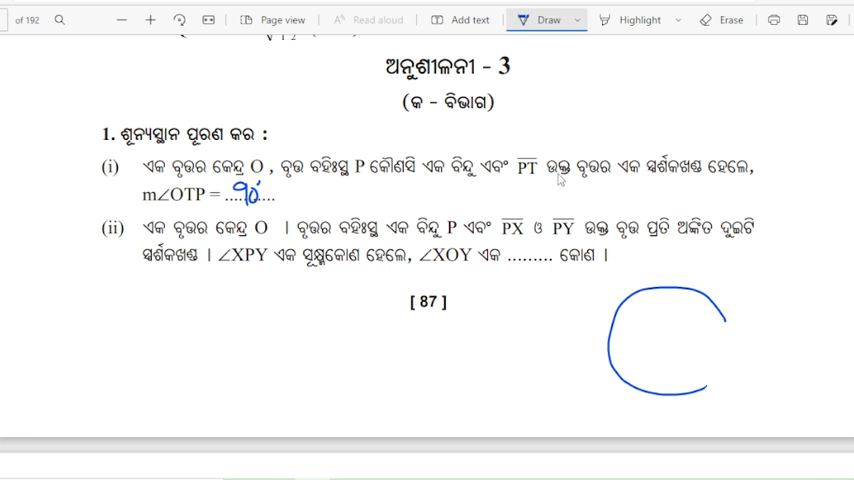 of 192 Page view Read aloud Add text Draw Highlight Erase
ଅନୁଶୀଳନୀ - 3
(କ - ବିଭାଗ)
1. ଶୂନ୍ୟସ୍ଥାନ ପୂରଣ କର :
(i) ଏକ ବୃତ୍ତର କେନ୍ଦ୍ର O , ବୃତ୍ତ ବହିଃସ୍ଥ P କୌଣସି ଏକ ବିନ୍ଦୁ ଏବଂ PT ଉକ୍ତ ବୃତ୍ତର ଏକ ସ୍ପର୍ଶକଖଣ୍ଡ ହେଲେ,
m∠OTP = ....90°....
(ii) ଏକ ବୃତ୍ତର କେନ୍ଦ୍ର O । ବୃତ୍ତର ବହିଃସ୍ଥ ଏକ ବିନ୍ଦୁ P ଏବଂ PX ଓ PY ଉକ୍ତ ବୃତ୍ତ ପ୍ରତି ଅଙ୍କିତ ଦୁଇଟି
ସ୍ପର୍ଶକଖଣ୍ଡ । ∠XPY ଏକ ସୂକ୍ଷ୍ମକୋଣ ହେଲେ, ∠XOY ଏକ ......... କୋଣ ।
[ 87 ]